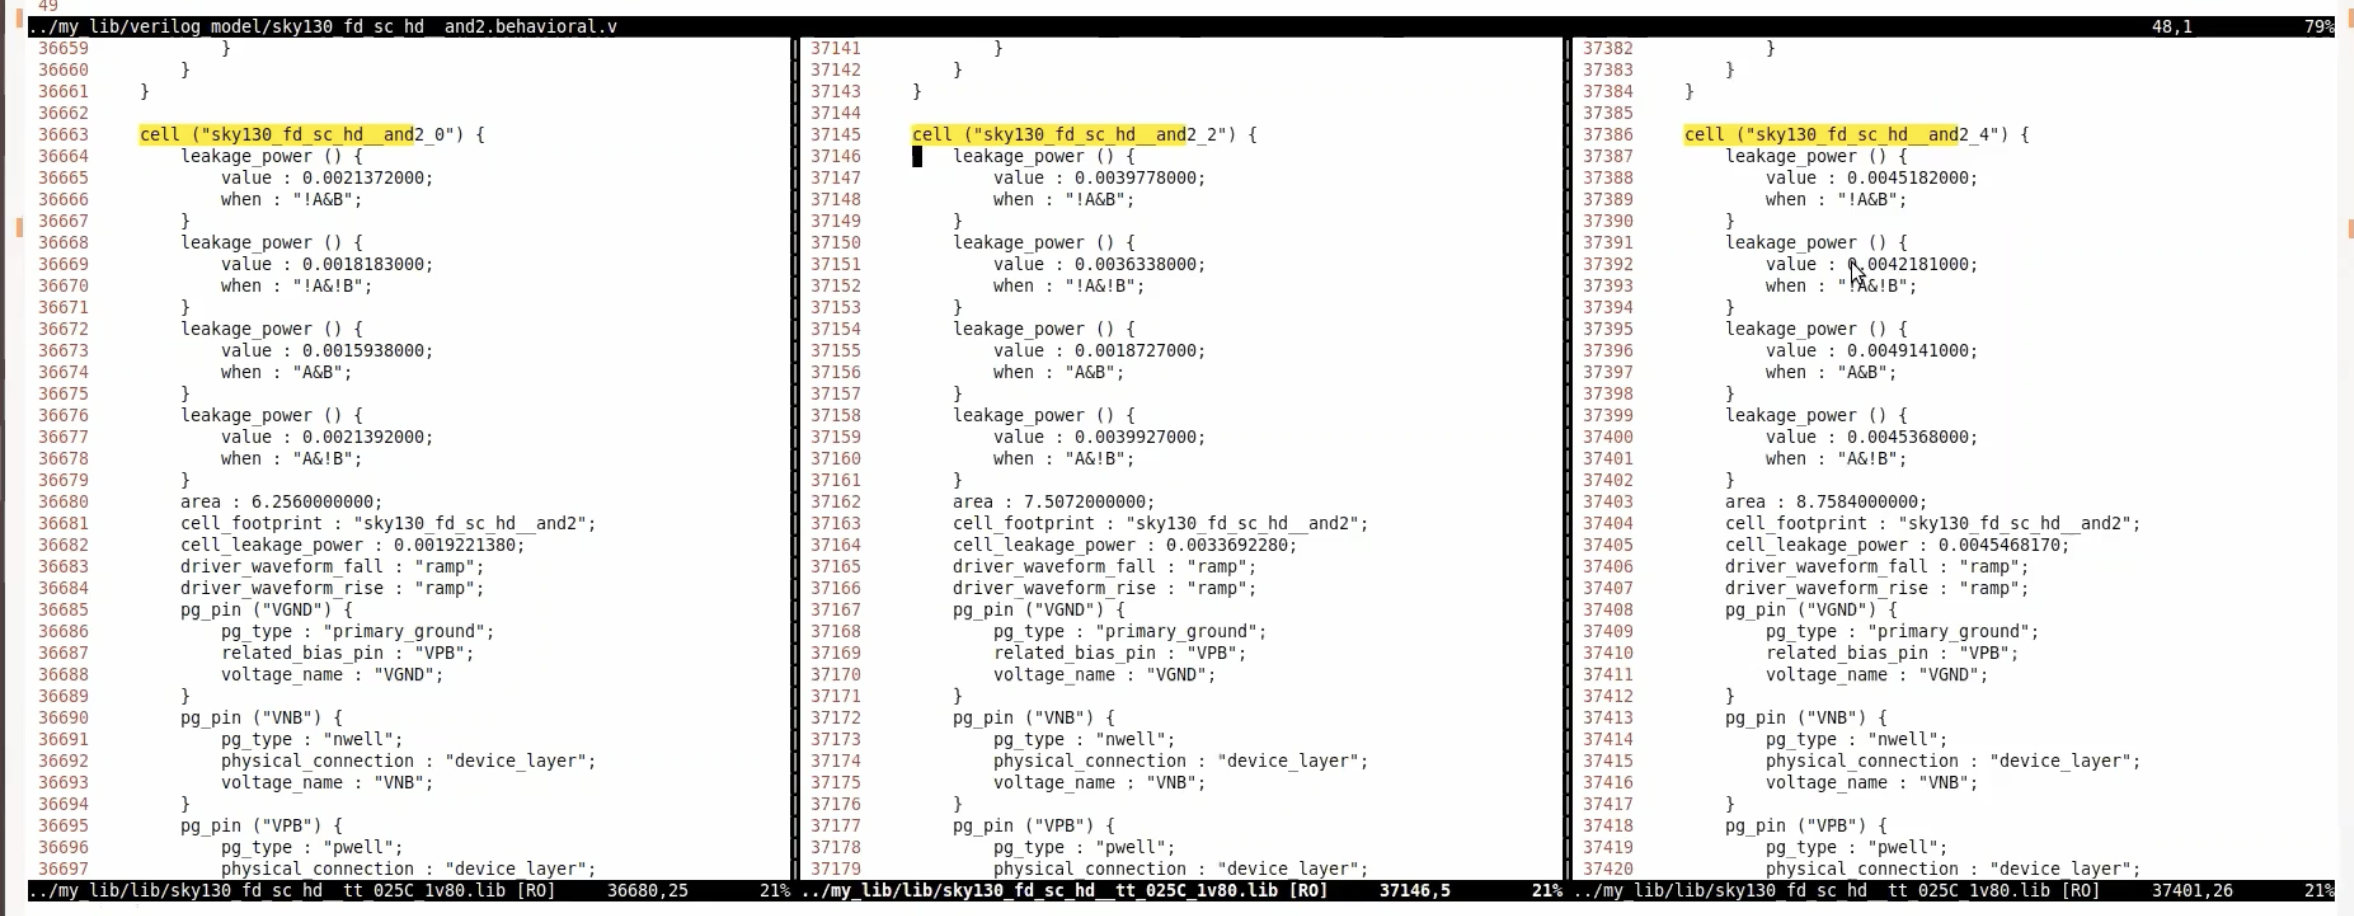 49
../my_lib/verilog_model/sky130_fd_sc_hd__and2.behavioral.v 48,1 79%
36659 }
36660 }
36661 }
36662
36663 cell ("sky130_fd_sc_hd__and2_0") {
36664 leakage_power () {
36665 value : 0.0021372000;
36666 when : "!A&B";
36667 }
36668 leakage_power () {
36669 value : 0.0018183000;
36670 when : "!A&!B";
36671 }
36672 leakage_power () {
36673 value : 0.0015938000;
36674 when : "A&B";
36675 }
36676 leakage_power () {
36677 value : 0.0021392000;
36678 when : "A&!B";
36679 }
36680 area : 6.2560000000;
36681 cell_footprint : "sky130_fd_sc_hd__and2";
36682 cell_leakage_power : 0.0019221380;
36683 driver_waveform_fall : "ramp";
36684 driver_waveform_rise : "ramp";
36685 pg_pin ("VGND") {
36686 pg_type : "primary_ground";
36687 related_bias_pin : "VPB";
36688 voltage_name : "VGND";
36689 }
36690 pg_pin ("VNB") {
36691 pg_type : "nwell";
36692 physical_connection : "device_layer";
36693 voltage_name : "VNB";
36694 }
36695 pg_pin ("VPB") {
36696 pg_type : "pwell";
36697 physical_connection : "device_layer";
../my_lib/lib/sky130_fd_sc_hd__tt_025C_1v80.lib [RO] 36680,25 21%
37141 }
37142 }
37143 }
37144
37145 cell ("sky130_fd_sc_hd__and2_2") {
37146 leakage_power () {
37147 value : 0.0039778000;
37148 when : "!A&B";
37149 }
37150 leakage_power () {
37151 value : 0.0036338000;
37152 when : "!A&!B";
37153 }
37154 leakage_power () {
37155 value : 0.0018727000;
37156 when : "A&B";
37157 }
37158 leakage_power () {
37159 value : 0.0039927000;
37160 when : "A&!B";
37161 }
37162 area : 7.5072000000;
37163 cell_footprint : "sky130_fd_sc_hd__and2";
37164 cell_leakage_power : 0.0033692280;
37165 driver_waveform_fall : "ramp";
37166 driver_waveform_rise : "ramp";
37167 pg_pin ("VGND") {
37168 pg_type : "primary_ground";
37169 related_bias_pin : "VPB";
37170 voltage_name : "VGND";
37171 }
37172 pg_pin ("VNB") {
37173 pg_type : "nwell";
37174 physical_connection : "device_layer";
37175 voltage_name : "VNB";
37176 }
37177 pg_pin ("VPB") {
37178 pg_type : "pwell";
37179 physical_connection : "device_layer";
../my_lib/lib/sky130_fd_sc_hd__tt_025C_1v80.lib [RO] 37146,5 21%
37382 }
37383 }
37384 }
37385
37386 cell ("sky130_fd_sc_hd__and2_4") {
37387 leakage_power () {
37388 value : 0.0045182000;
37389 when : "!A&B";
37390 }
37391 leakage_power () {
37392 value : 0.0042181000;
37393 when : "!A&!B";
37394 }
37395 leakage_power () {
37396 value : 0.0049141000;
37397 when : "A&B";
37398 }
37399 leakage_power () {
37400 value : 0.0045368000;
37401 when : "A&!B";
37402 }
37403 area : 8.7584000000;
37404 cell_footprint : "sky130_fd_sc_hd__and2";
37405 cell_leakage_power : 0.0045468170;
37406 driver_waveform_fall : "ramp";
37407 driver_waveform_rise : "ramp";
37408 pg_pin ("VGND") {
37409 pg_type : "primary_ground";
37410 related_bias_pin : "VPB";
37411 voltage_name : "VGND";
37412 }
37413 pg_pin ("VNB") {
37414 pg_type : "nwell";
37415 physical_connection : "device_layer";
37416 voltage_name : "VNB";
37417 }
37418 pg_pin ("VPB") {
37419 pg_type : "pwell";
37420 physical_connection : "device_layer";
../my_lib/lib/sky130_fd_sc_hd__tt_025C_1v80.lib [RO] 37401,26 21%